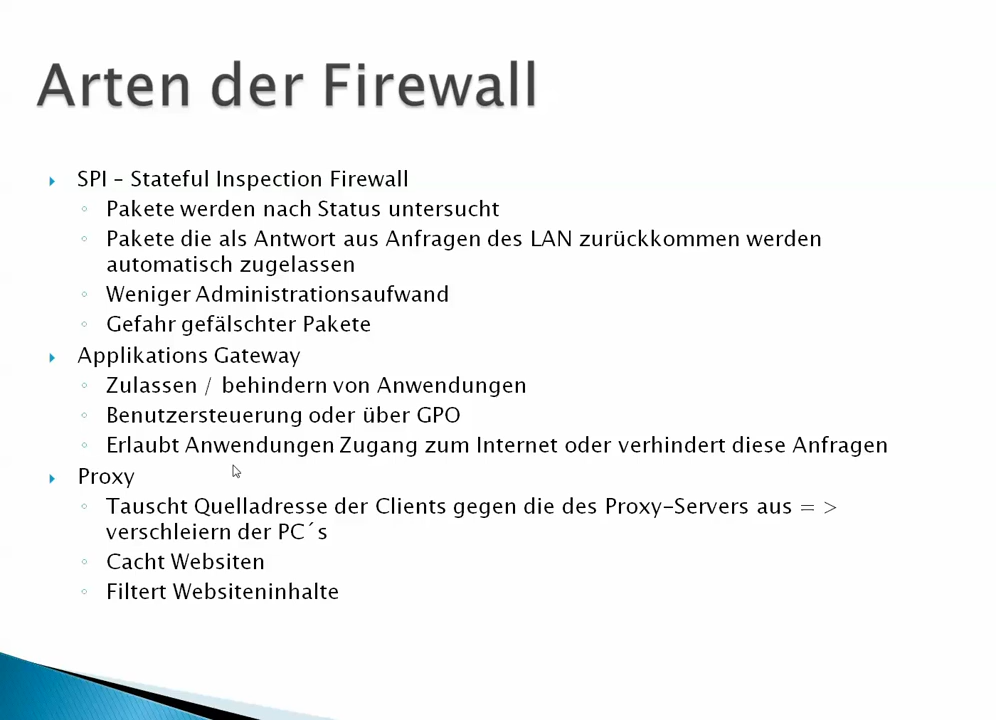 Arten der Firewall
SPI – Stateful Inspection Firewall
Pakete werden nach Status untersucht
Pakete die als Antwort aus Anfragen des LAN zurückkommen werden
automatisch zugelassen
Weniger Administrationsaufwand
Gefahr gefälschter Pakete
Applikations Gateway
Zulassen / behindern von Anwendungen
Benutzersteuerung oder über GPO
Erlaubt Anwendungen Zugang zum Internet oder verhindert diese Anfragen
Proxy
Tauscht Quelladresse der Clients gegen die des Proxy-Servers aus = >
verschleiern der PC´s
Cacht Websiten
Filtert Websiteninhalte